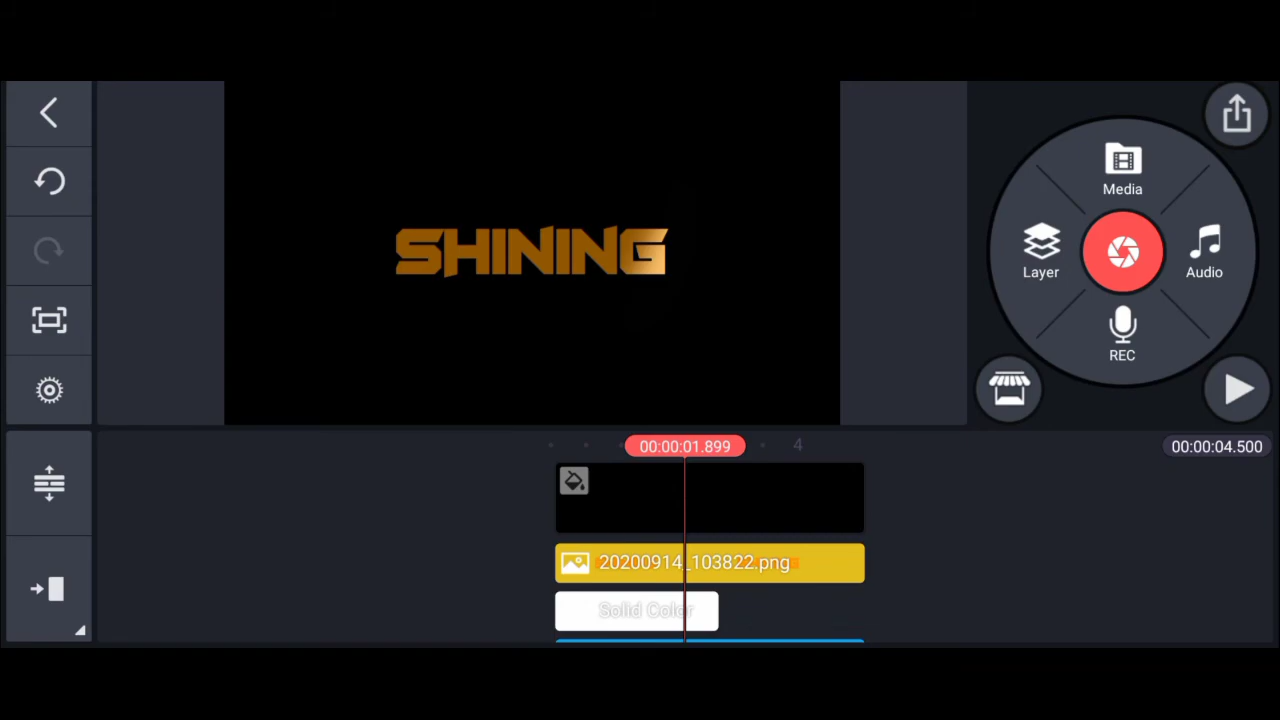 SHINING
Media
Layer
Audio
REC
00:00:01.899
4
00:00:04.500
20200914_103822.png
Solid Color